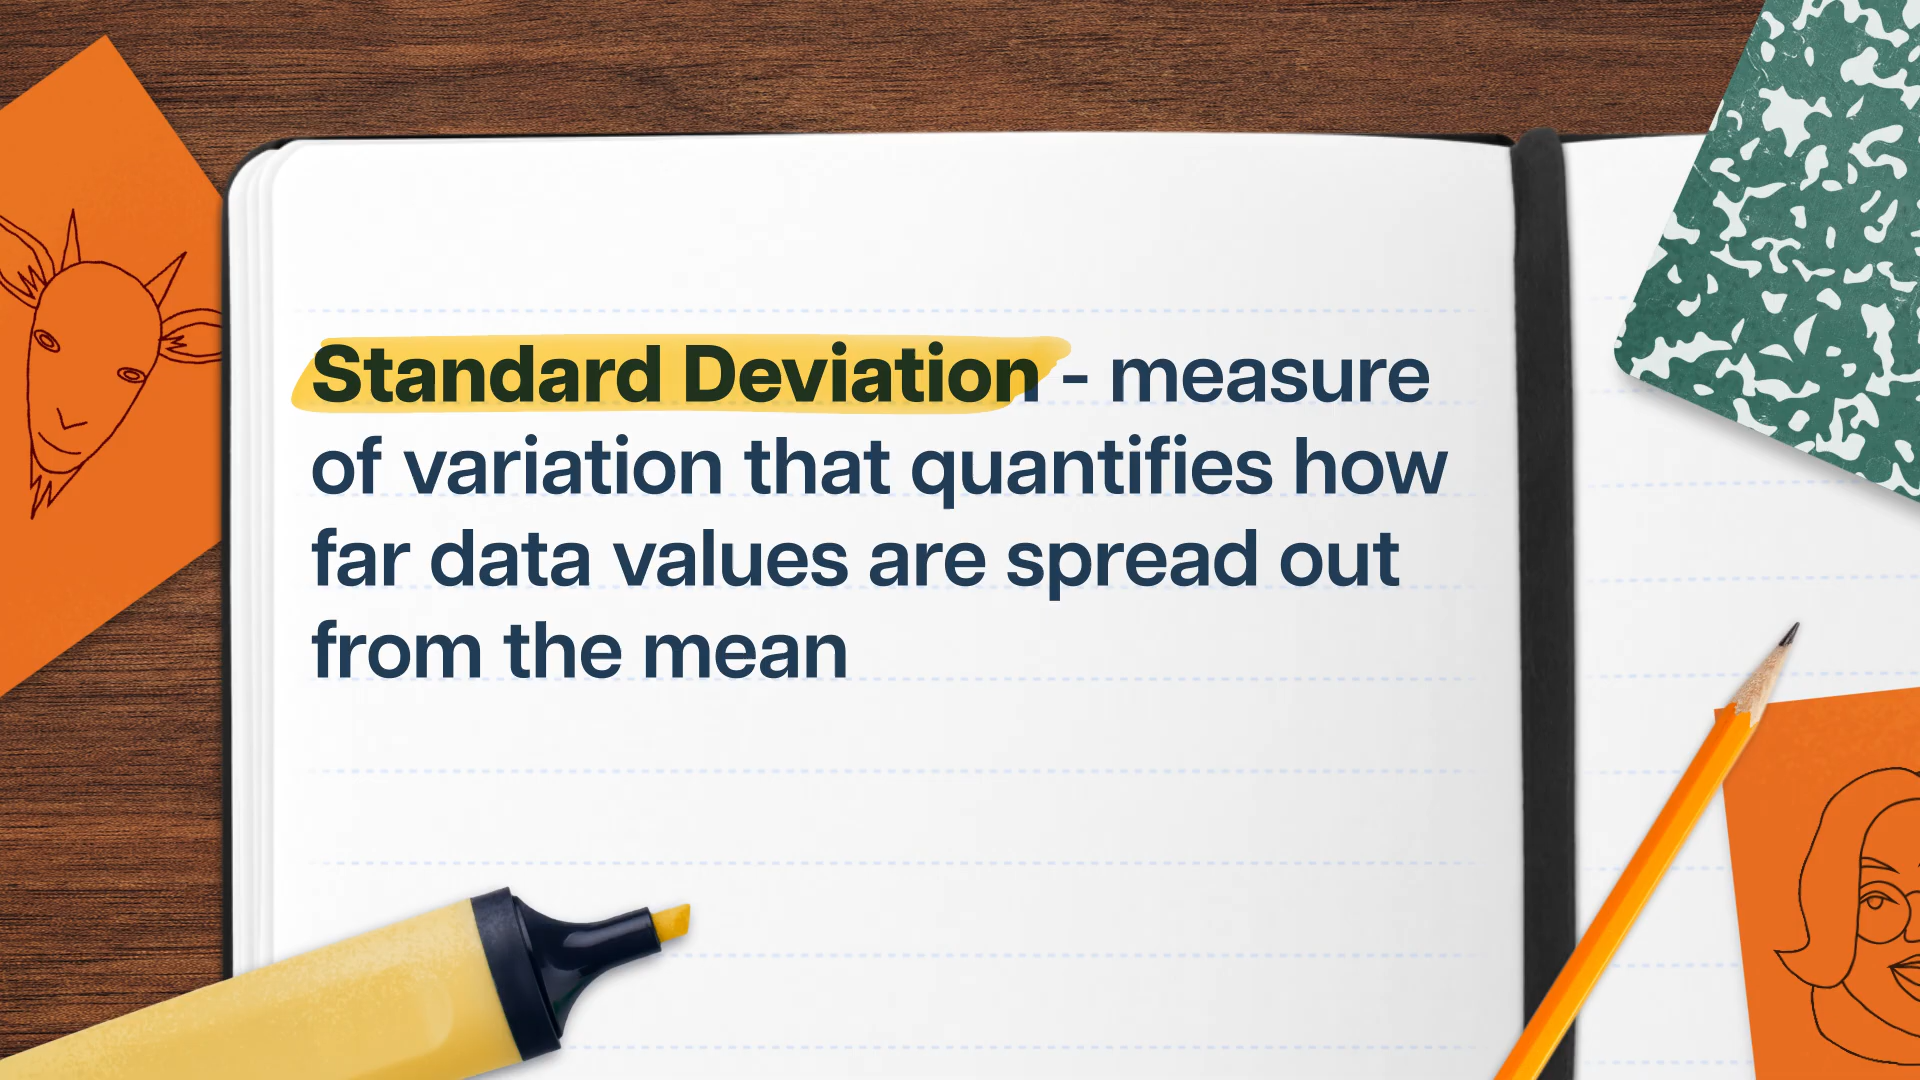 Standard Deviation - measure
of variation that quantifies how
far data values are spread out
from the mean